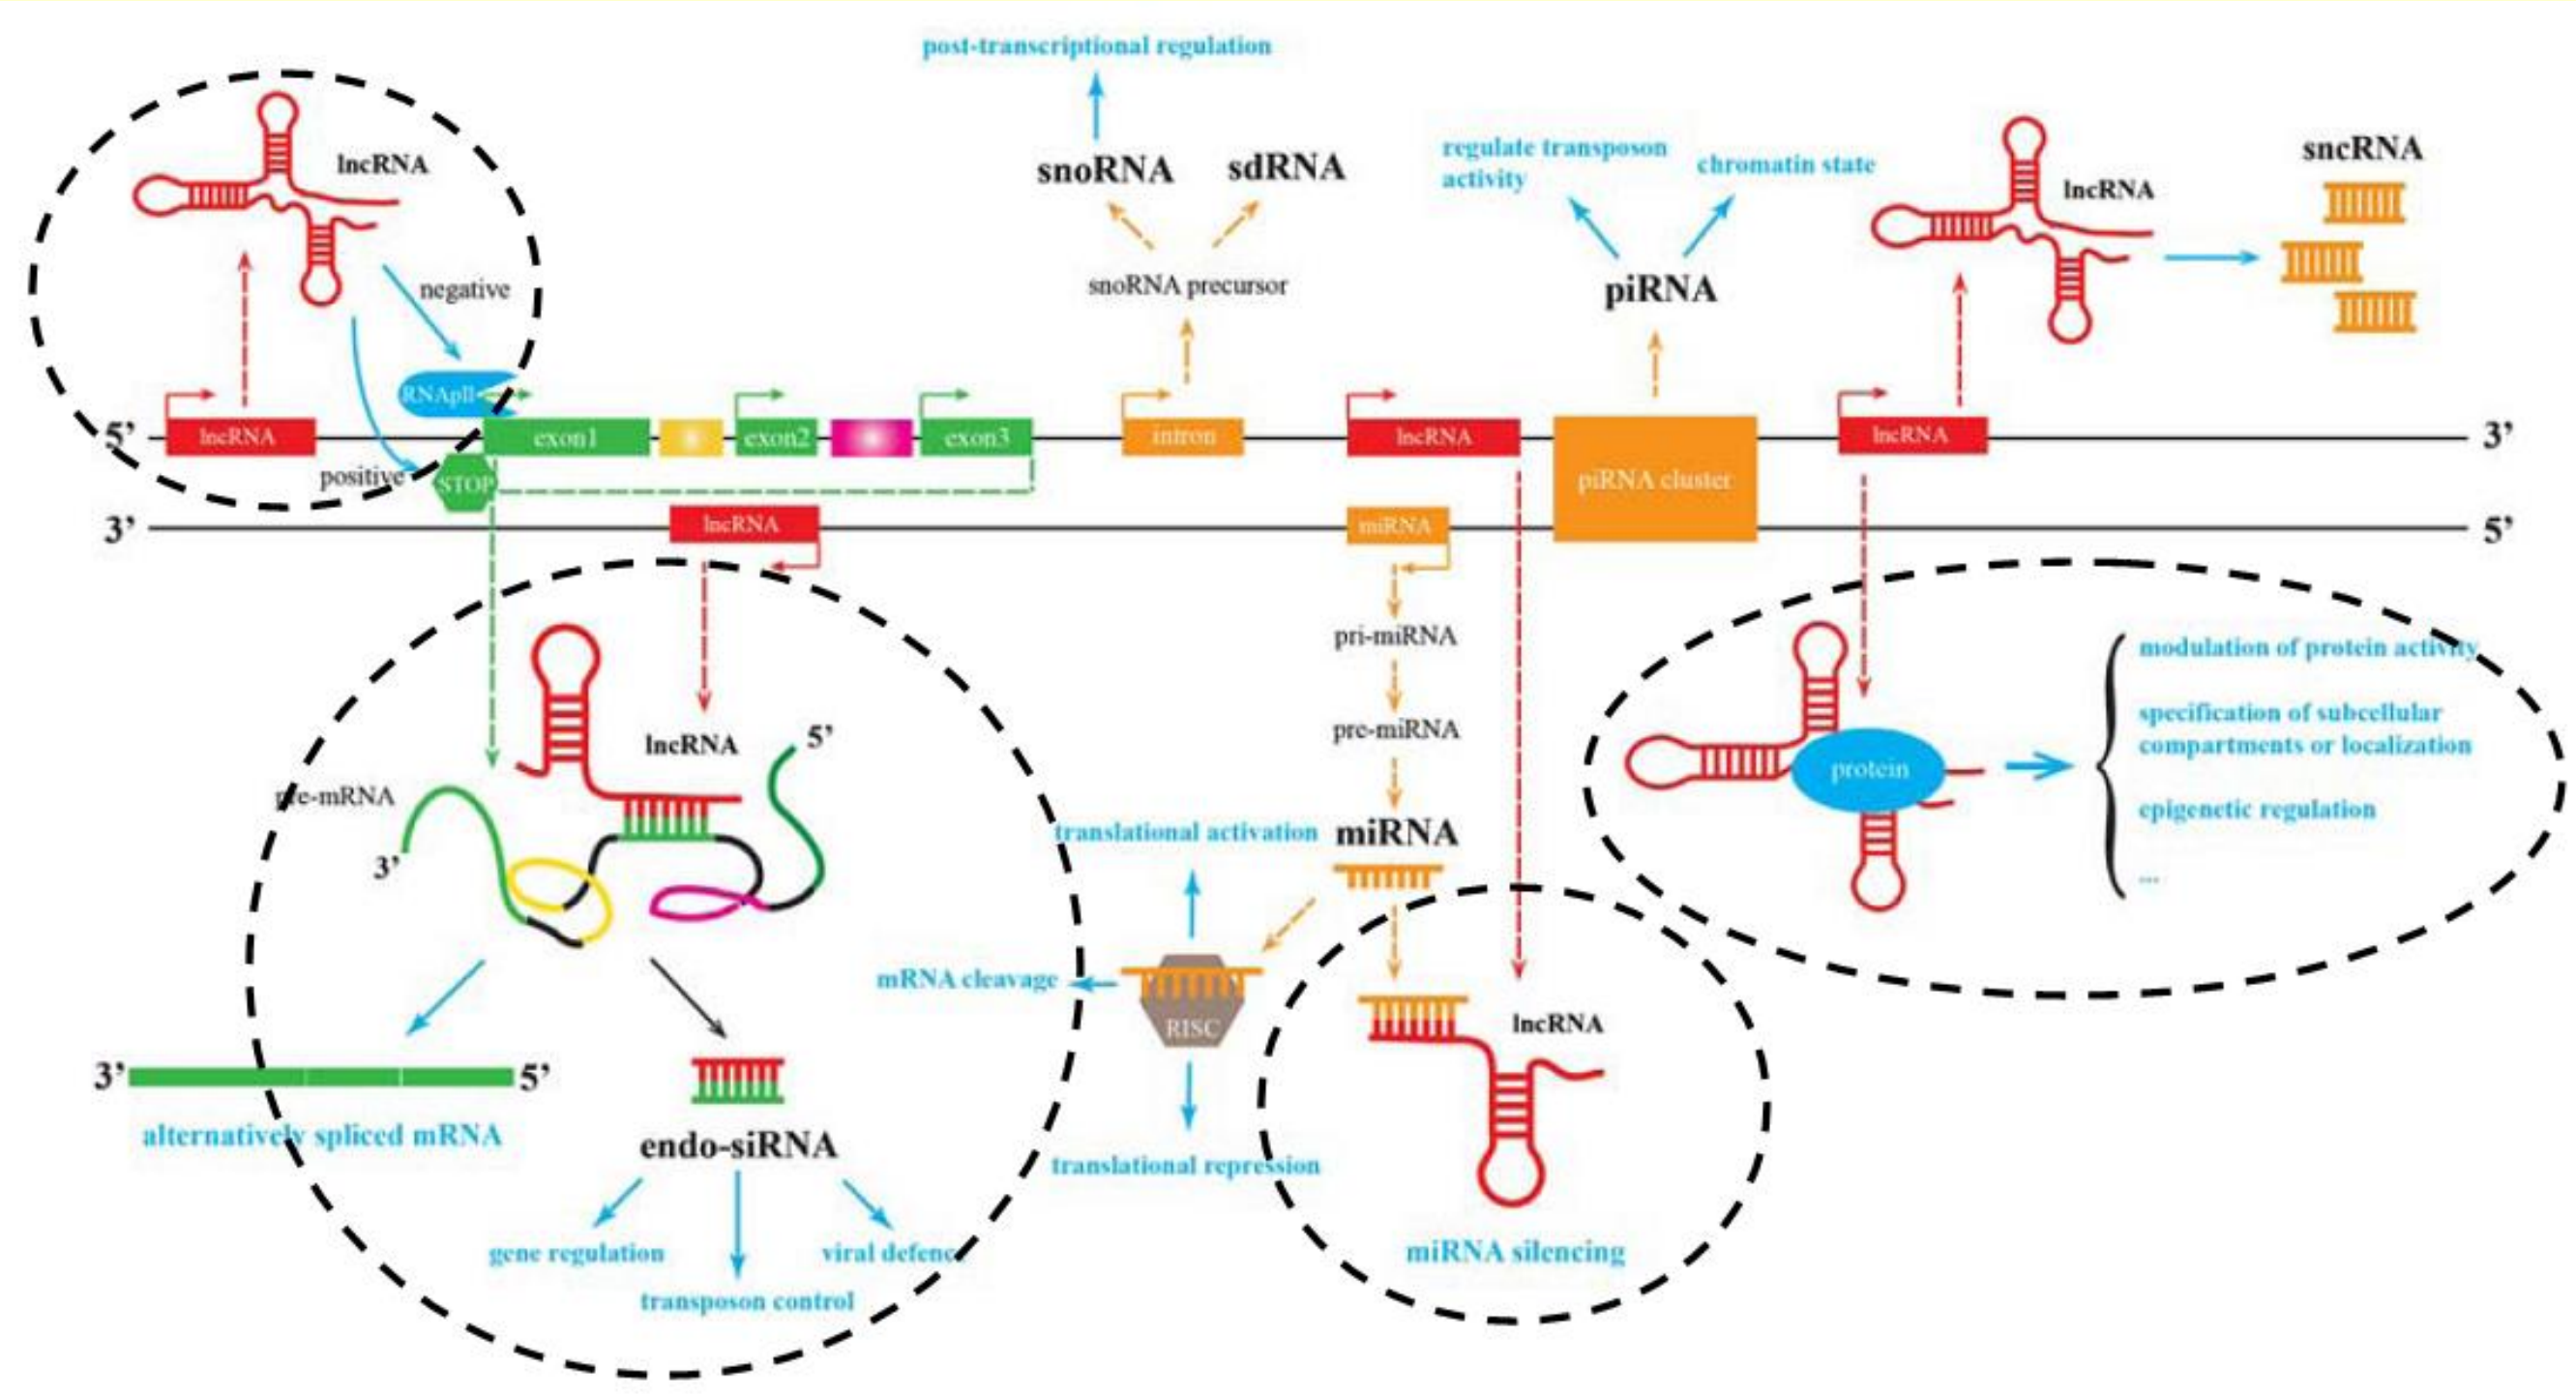 post-transcriptional regulation
lncRNA
snoRNA
sdRNA
regulate transposon
activity
chromatin state
lncRNA
sncRNA
negative
snoRNA precursor
piRNA
RNApII
5’
lncRNA
exon1
exon2
exon3
intron
lncRNA
piRNA cluster
lncRNA
3’
positive
STOP
3’
lncRNA
miRNA
5’
pri-miRNA
pre-miRNA
miRNA
lncRNA
5’
pre-mRNA
3’
translational activation
mRNA cleavage
RISC
translational repression
protein
modulation of protein activity
specification of subcellular
compartments or localization
epigenetic regulation
...
lncRNA
miRNA silencing
3’
5’
alternatively spliced mRNA
endo-siRNA
gene regulation
viral defenc
transposon control